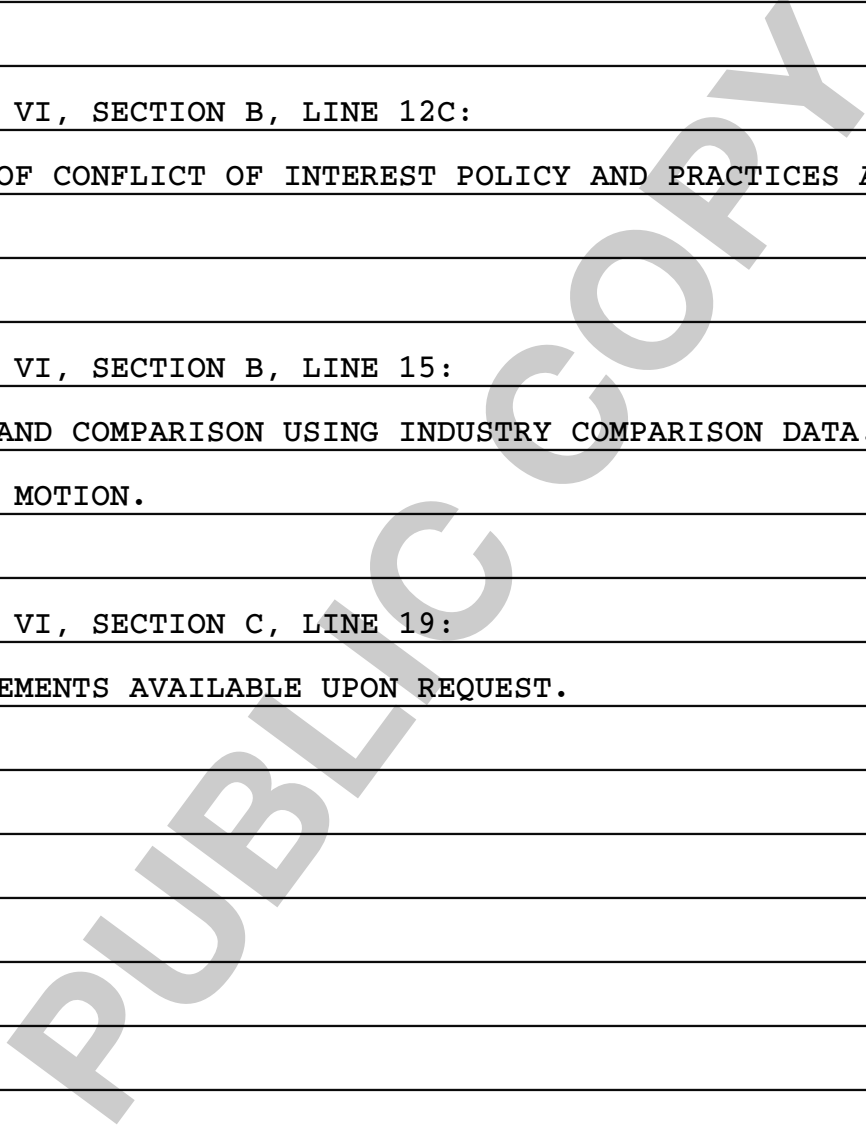 VI, SECTION B, LINE 12C:
OF CONFLICT OF INTEREST POLICY AND PRACTICES
VI, SECTION B, LINE 15:
AND COMPARISON USING INDUSTRY COMPARISON DATA.
MOTION.
VI, SECTION C, LINE 19:
EMENTS AVAILABLE UPON REQUEST.
PUBLIC COPY